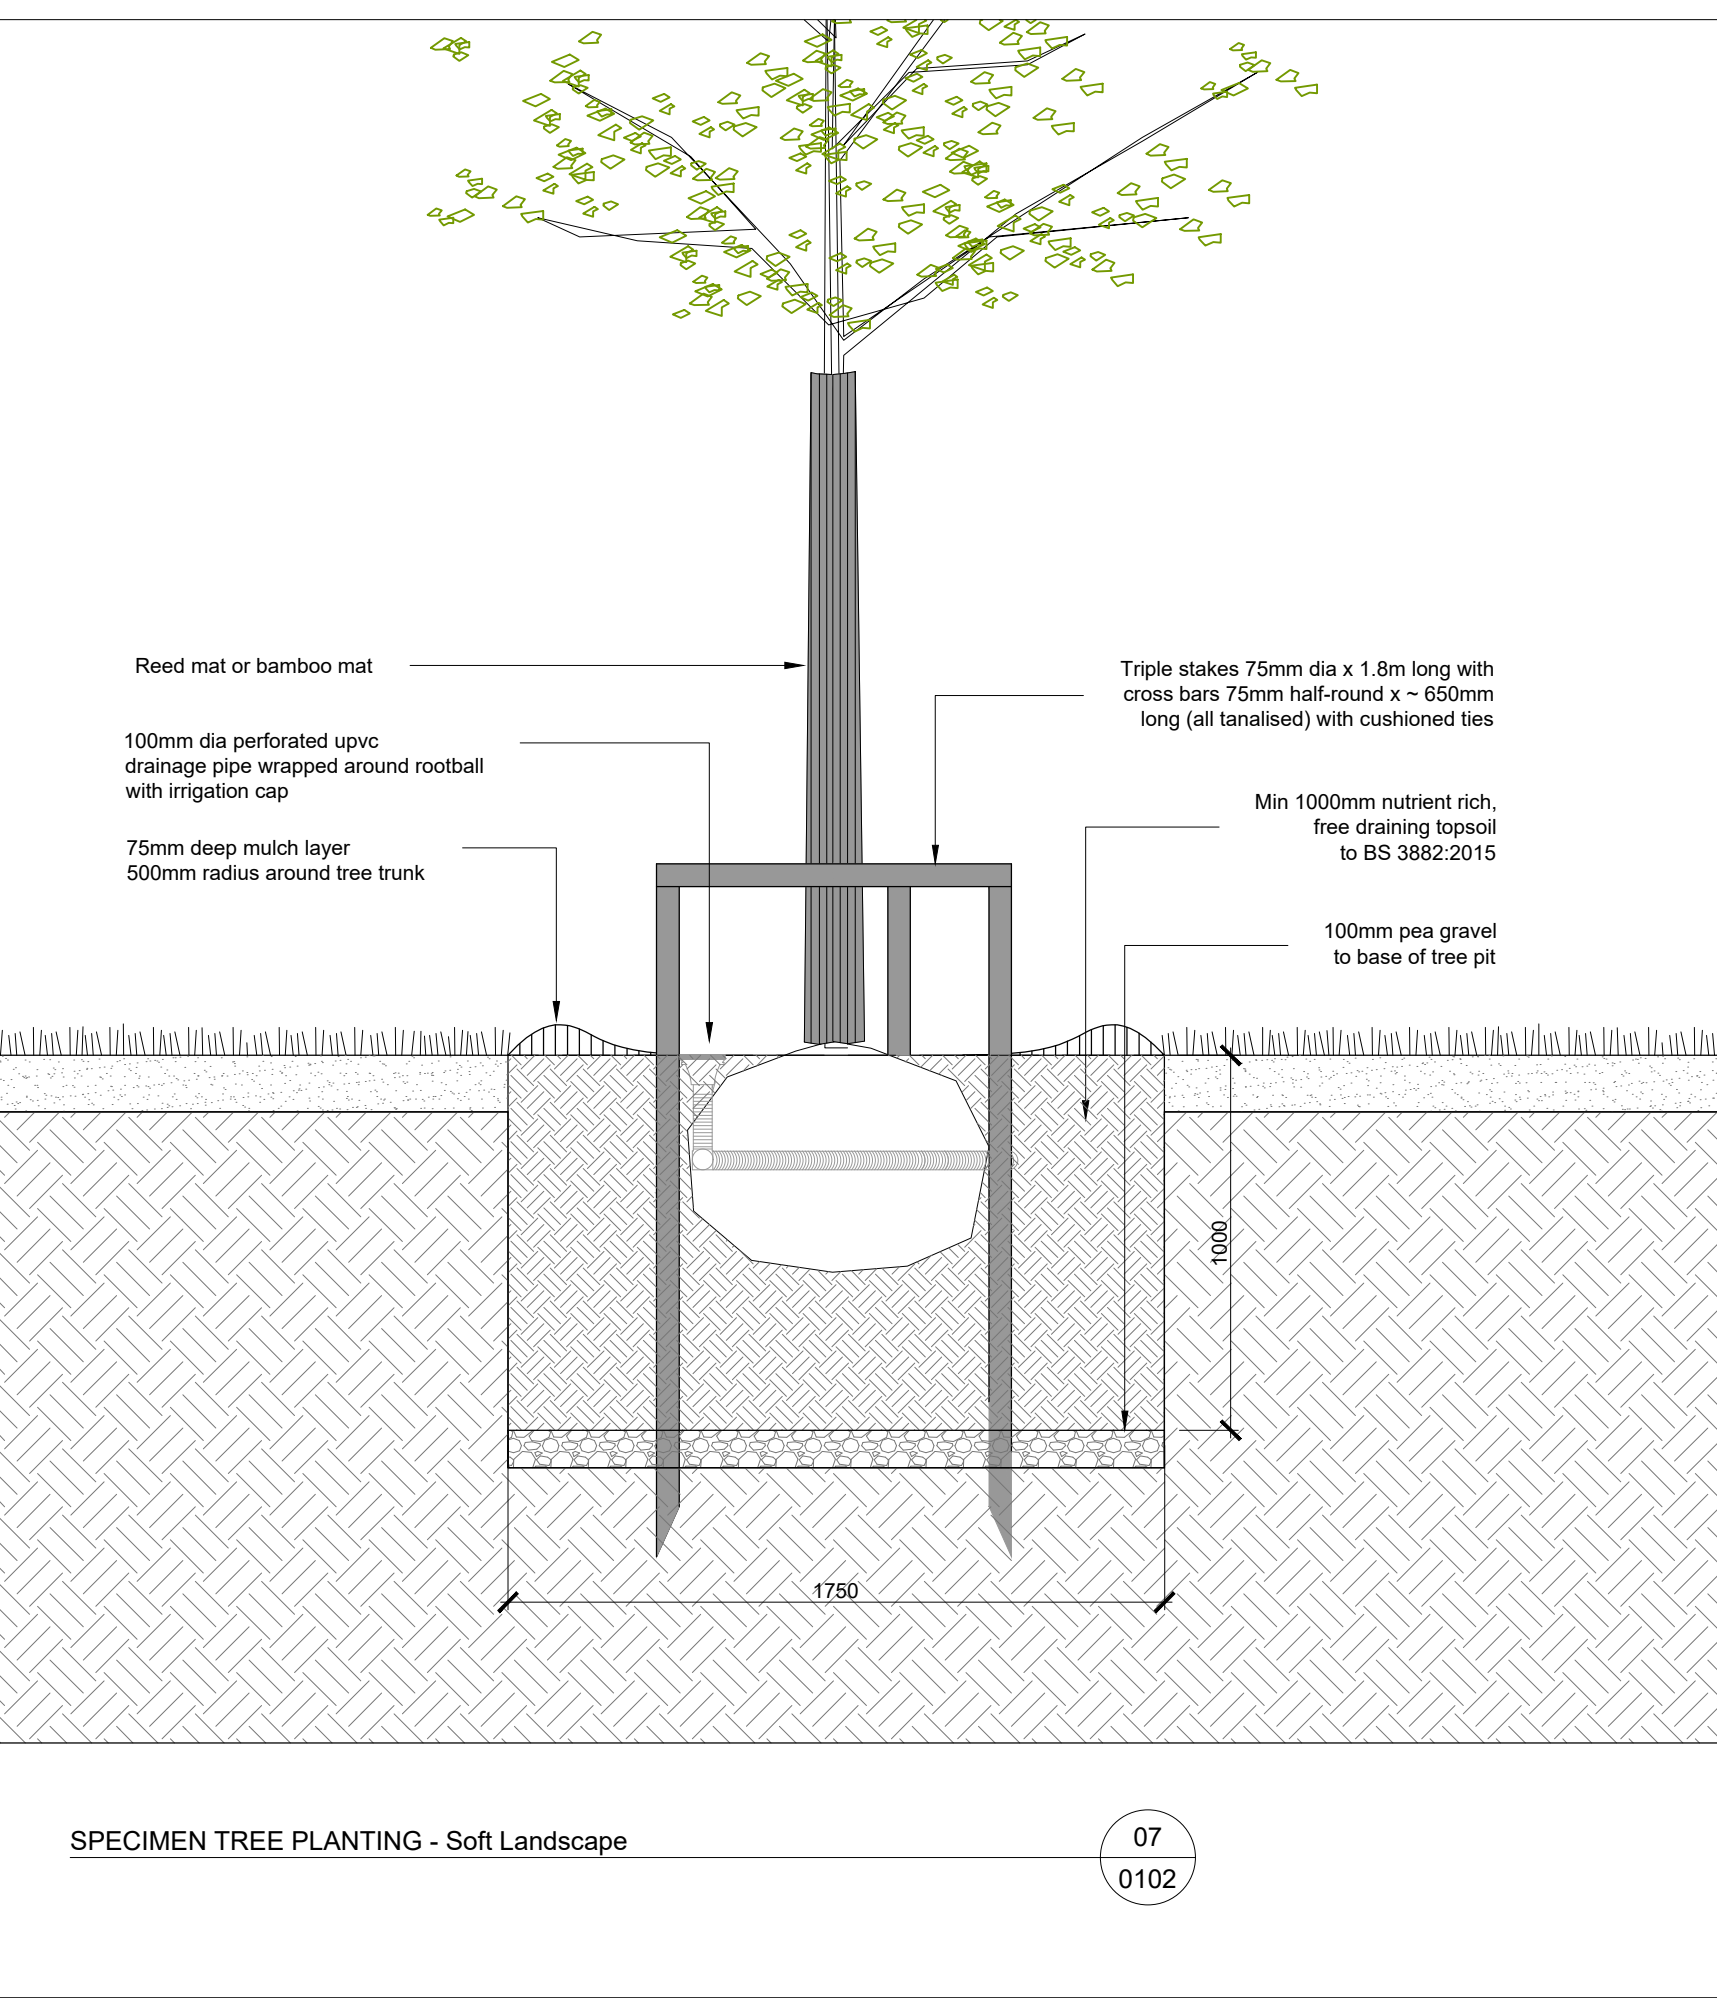 Reed mat or bamboo mat
100mm dia perforated upvc
drainage pipe wrapped around rootball
with irrigation cap
75mm deep mulch layer
500mm radius around tree trunk
Triple stakes 75mm dia x 1.8m long with
cross bars 75mm half-round x ~ 650mm
long (all tanalised) with cushioned ties
Min 1000mm nutrient rich,
free draining topsoil
to BS 3882:2015
100mm pea gravel
to base of tree pit
1000
1750
SPECIMEN TREE PLANTING - Soft Landscape
07
0102